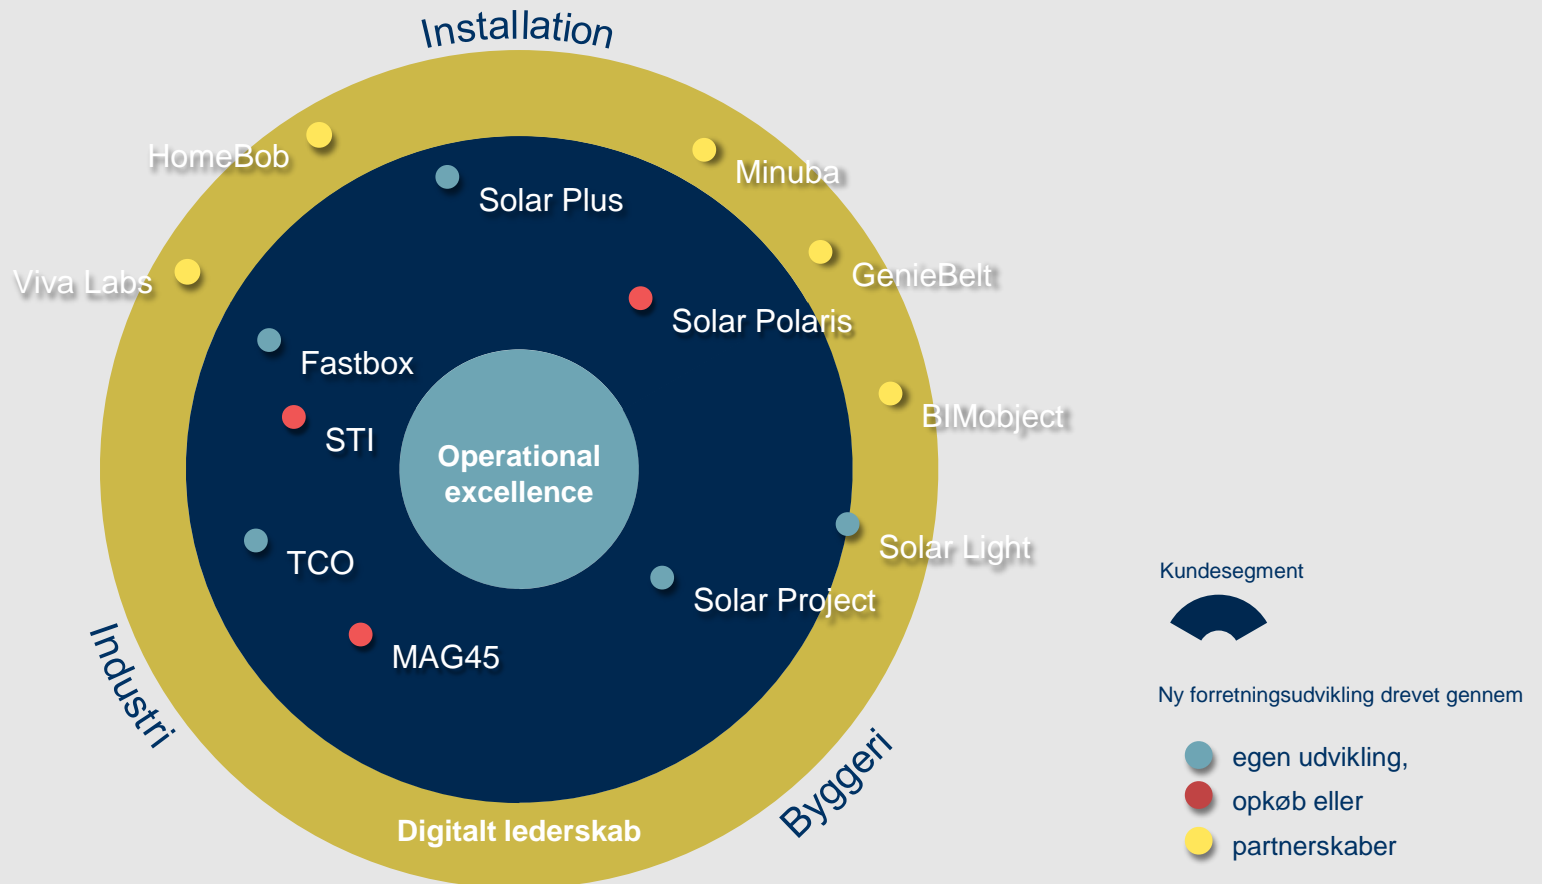 Installation
HomeBob
Minuba
Solar Plus
Viva Labs
GenieBelt
Solar Polaris
Fastbox
STI
BIMobject
Operational
excellence
TCO
Solar Light
Solar Project
MAG45
Industri
Byggeri
Digitalt lederskab
Kundesegment
Ny forretningsudvikling drevet gennem
egen udvikling,
opkøb eller
partnerskaber